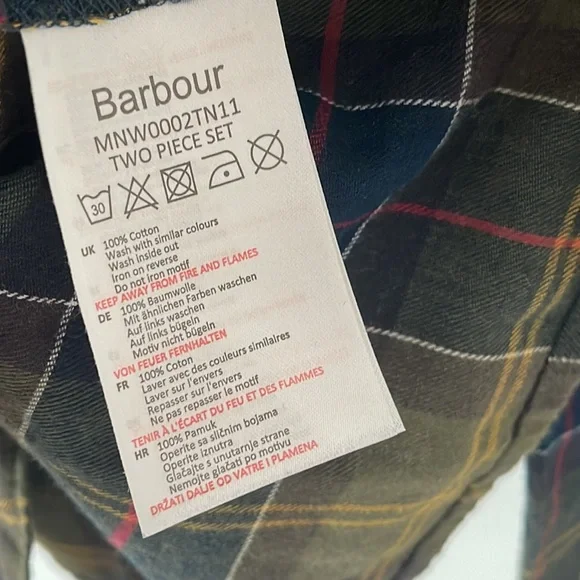 Barbour
MNW0002TN11
TWO PIECE SET
30
UK 100% Cotton
Wash with similar colours
Wash inside out
Iron on reverse
Do not iron motif
KEEP AWAY FROM FIRE AND FLAMES
DE 100% Baumwolle
Mit ähnlichen Farben waschen
Auf links waschen
Auf links bügeln
Motiv nicht bügeln
VON FEUER FERNHALTEN
FR 100% Coton
Laver avec des couleurs similaires
Laver sur l'envers
Repasser sur l'envers
Ne pas repasser le motif
TENIR À L'ÉCART DU FEU ET DES FLAMMES
HR 100% Pamuk
Operite sa sličnim bojama
Operite iznutra
Glačajte s unutarnje strane
Nemojte glačati po motivu
DRŽATI DALJE OD VATRE I PLAMENA